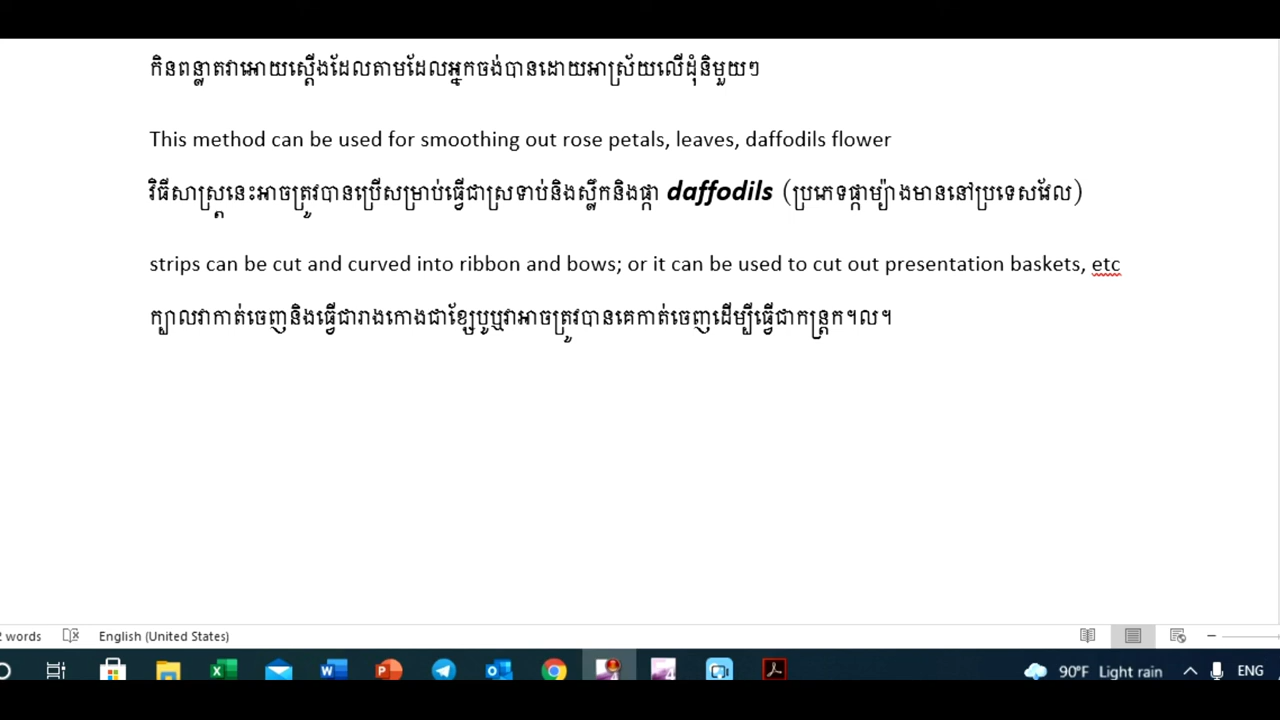 កិនពន្លាតវាអោយស្ដើងដែលតាមដែលអ្នកចង់បានដោយអាស្រ័យលើដុំនិមួយៗ
This method can be used for smoothing out rose petals, leaves, daffodils flower
វិធីសាស្ត្រនេះអាចត្រូវបានប្រើសម្រាប់ធ្វើជាស្រទាប់និងស្លឹកនិងផ្កា daffodils (ប្រភេទផ្កាម្យ៉ាងមាននៅប្រទេសវែល)
strips can be cut and curved into ribbon and bows; or it can be used to cut out presentation baskets, etc
ក្បាលវាកាត់ចេញនិងធ្វើជារាងកោងជាខ្សែបូឬវាអាចត្រូវបានគេកាត់ចេញដើម្បីធ្វើជាកន្ត្រក។ល។
2 words English (United States)
90°F Light rain ENG